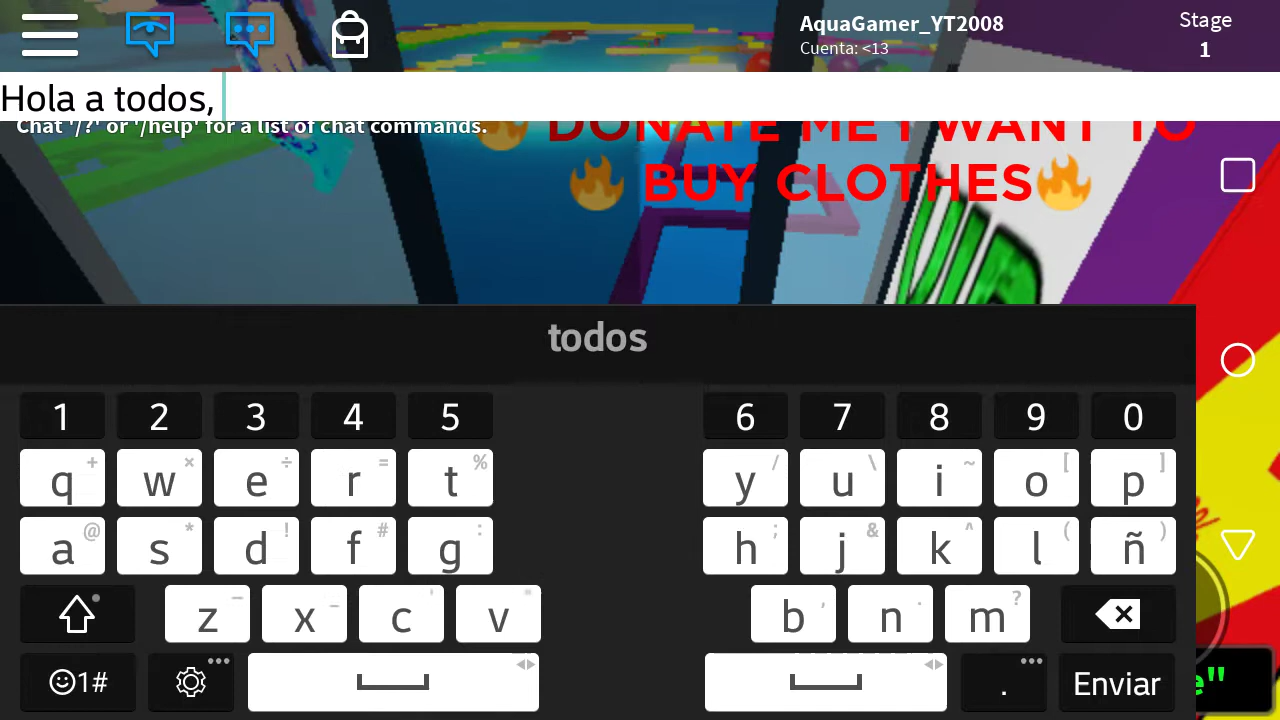 AquaGamer_YT2008
Cuenta: <13
Stage
1
Hola a todos,
Chat '/?' or '/help' for a list of chat commands.
🔥 DONATE ME I WANT TO
🔥 BUY CLOTHES🔥
todos
1 2 3 4 5 6 7 8 9 0
q + w × e ÷ r = t % y / u \ i ~ o [ p ]
a @ s * d ! f # g : h ; j & k ^ l ( ñ )
z – x _ c ' v " b , n . m ?
☺1# . Enviar
e"